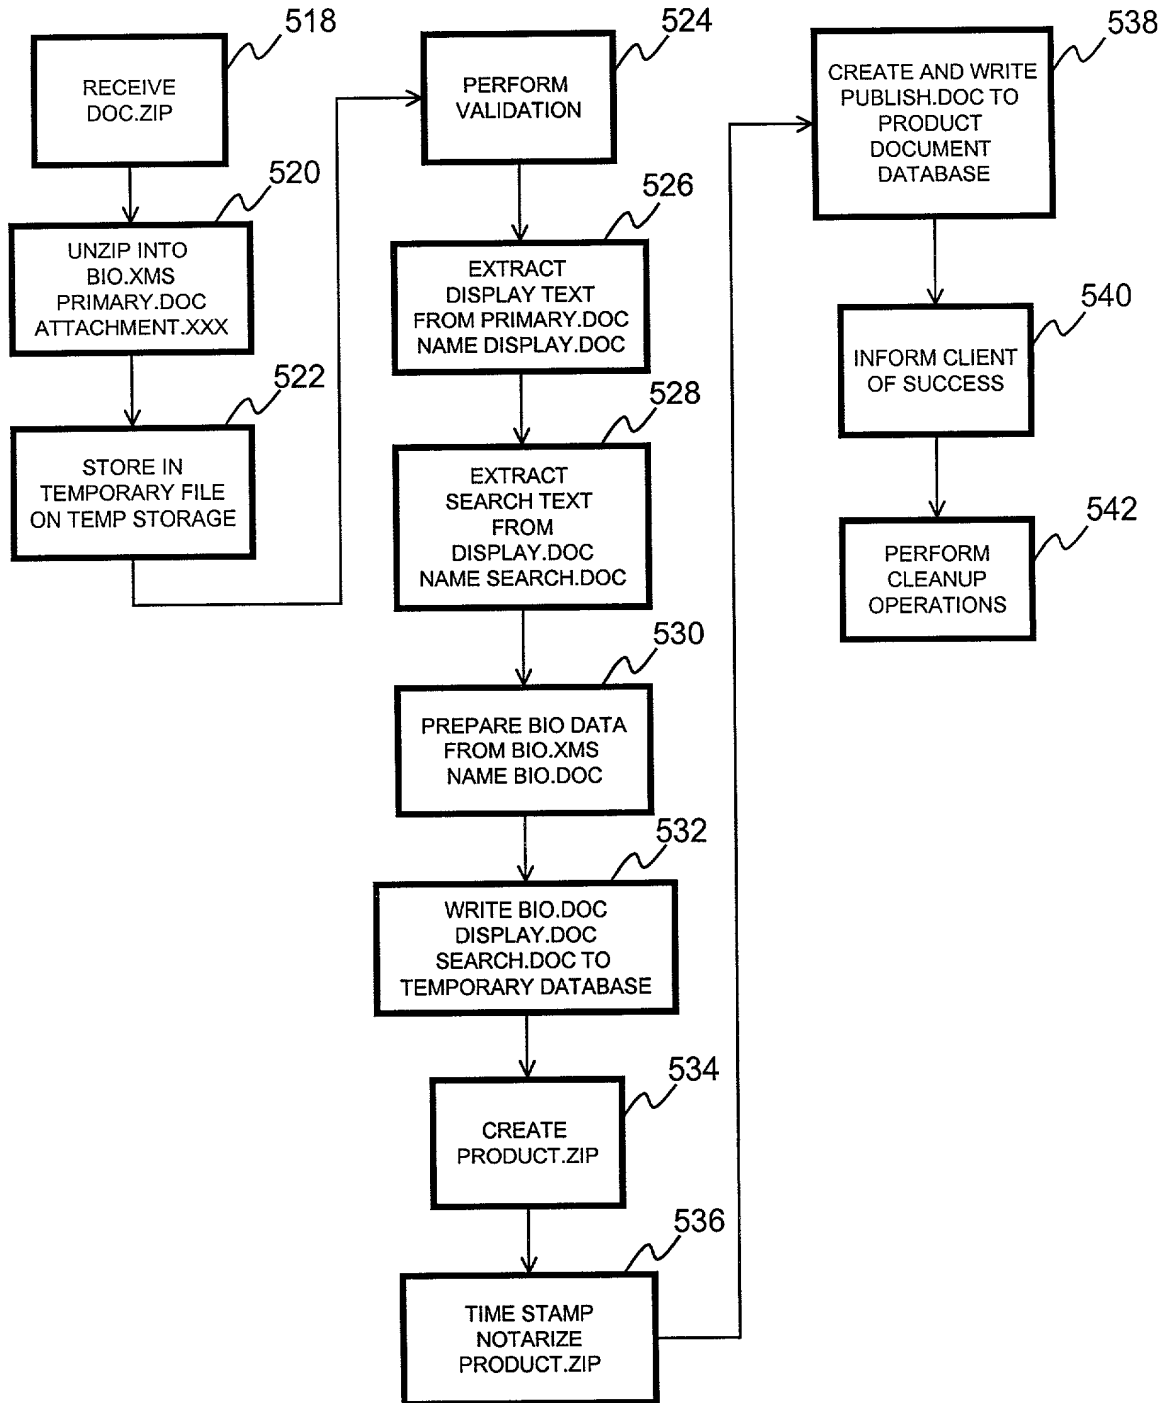 518
RECEIVE
DOC.ZIP
520
UNZIP INTO
BIO.XMS
PRIMARY.DOC
ATTACHMENT.XXX
522
STORE IN
TEMPORARY FILE
ON TEMP STORAGE
524
PERFORM
VALIDATION
526
EXTRACT
DISPLAY TEXT
FROM PRIMARY.DOC
NAME DISPLAY.DOC
528
EXTRACT
SEARCH TEXT
FROM
DISPLAY.DOC
NAME SEARCH.DOC
530
PREPARE BIO DATA
FROM BIO.XMS
NAME BIO.DOC
532
WRITE BIO.DOC
DISPLAY.DOC
SEARCH.DOC TO
TEMPORARY DATABASE
534
CREATE
PRODUCT.ZIP
536
TIME STAMP
NOTARIZE
PRODUCT.ZIP
538
CREATE AND WRITE
PUBLISH.DOC TO
PRODUCT
DOCUMENT
DATABASE
540
INFORM CLIENT
OF SUCCESS
542
PERFORM
CLEANUP
OPERATIONS